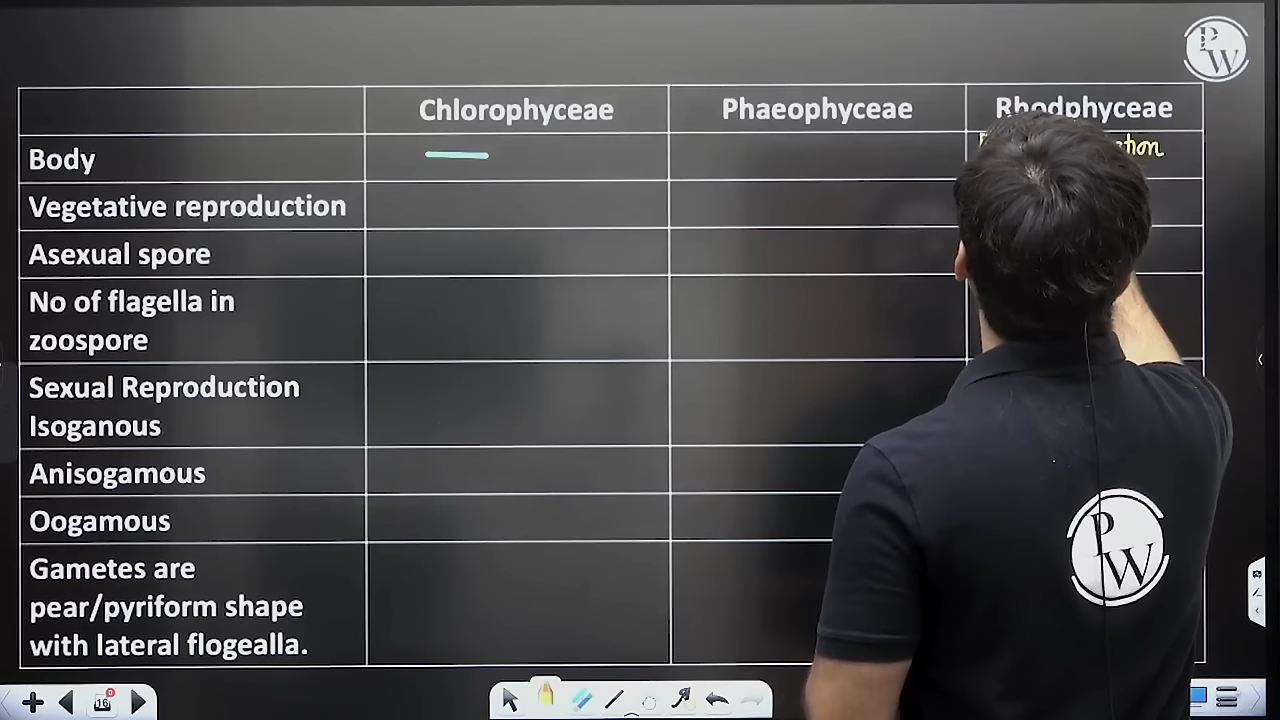 P
W
Chlorophyceae Phaeophyceae Rhodphyceae
Body
Vegetative reproduction
Asexual spore
No of flagella in
zoospore
Sexual Reproduction
Isoganous
Anisogamous
Oogamous
Gametes are
pear/pyriform shape
with lateral flogealla.
P
W
16